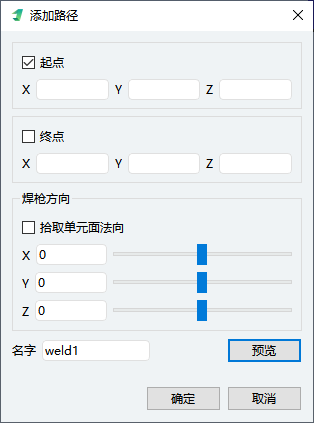 添加路径
起点
X Y Z
终点
X Y Z
焊枪方向
拾取单元面法向
X 0
Y 0
Z 0
名字 weld1 预览
确定 取消